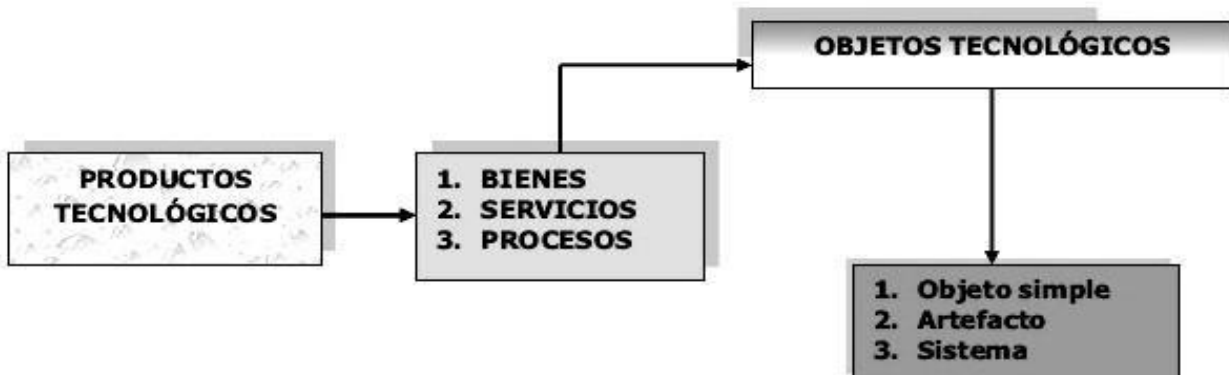 PRODUCTOS
TECNOLÓGICOS
1. BIENES
2. SERVICIOS
3. PROCESOS
OBJETOS TECNOLÓGICOS
1. Objeto simple
2. Artefacto
3. Sistema